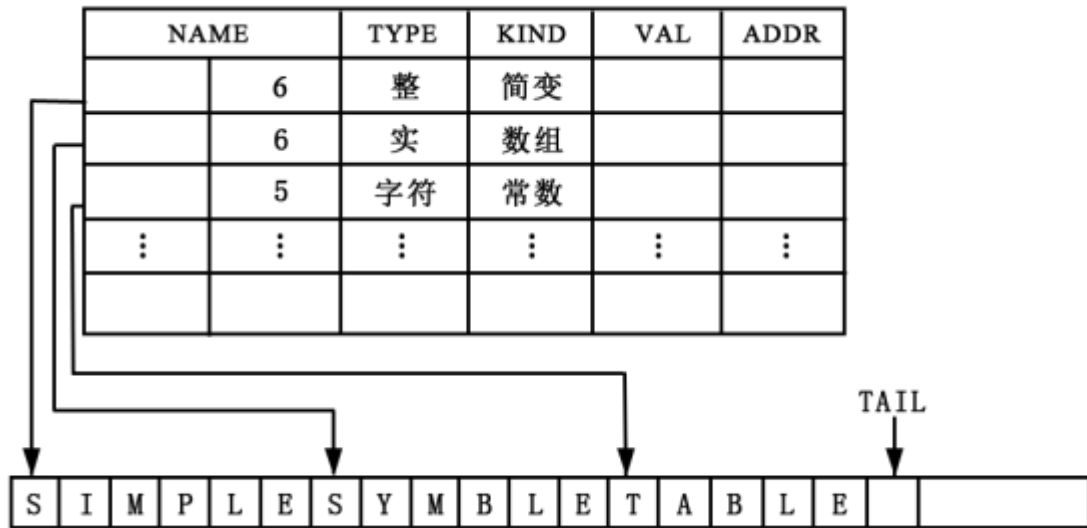 NAME TYPE KIND VAL ADDR
6 整 简变
6 实 数组
5 字符 常数
⋮ ⋮ ⋮ ⋮ ⋮ ⋮
TAIL
S I M P L E S Y M B L E T A B L E